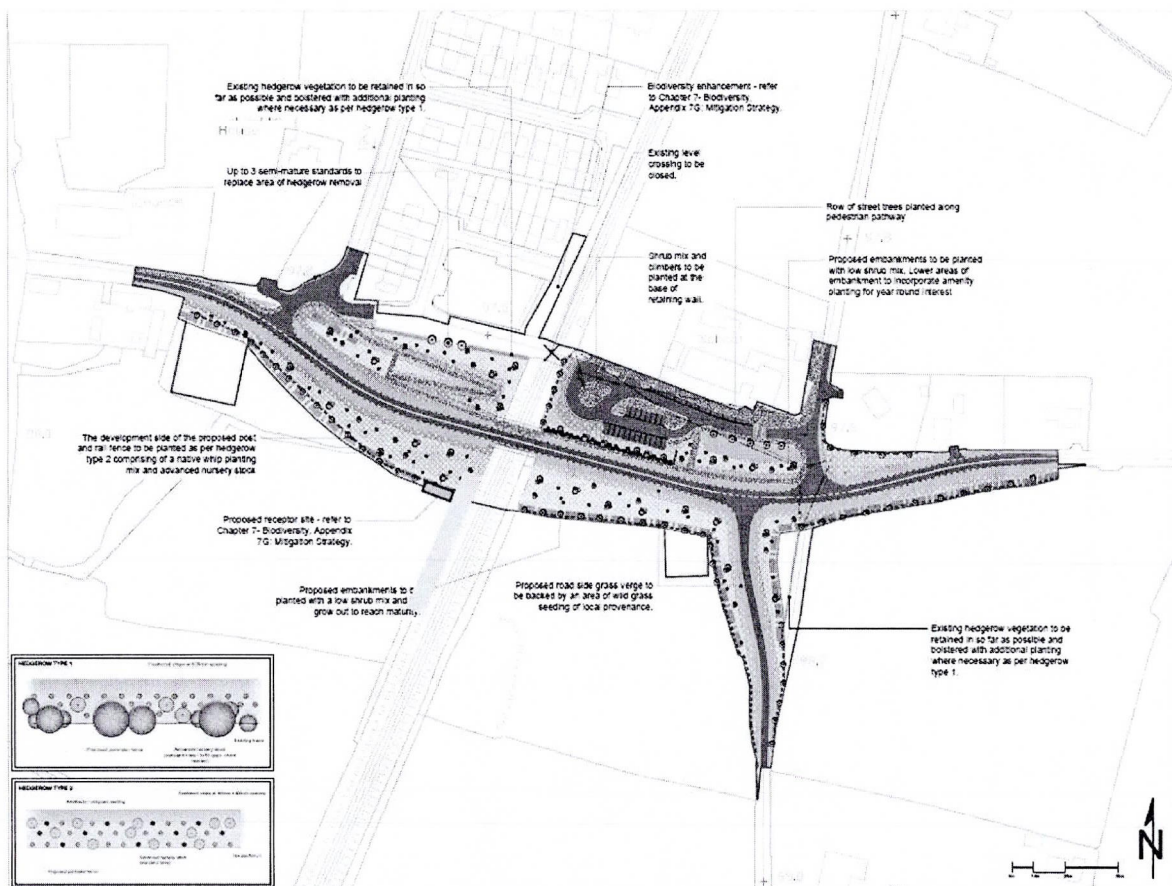 Existing hedgerow vegetation to be retained in so
far as possible and bolstered with additional planting
where necessary as per hedgerow type 1.
Biodiversity enhancement - refer
to Chapter 7- Biodiversity,
Appendix 7G: Mitigation Strategy.
Up to 3 semi-mature standards to
replace area of hedgerow removal
Existing level
crossing to be
closed.
Row of street trees planted along
pedestrian pathway
Shrub mix and
climbers to be
planted at the
base of
retaining wall.
Proposed embankments to be planted
with low shrub mix. Lower areas of
embankment to incorporate amenity
planting for year round interest
The development side of the proposed post
and rail fence to be planted as per hedgerow
type 2 comprising of a native whip planting
mix and advanced nursery stock
Proposed receptor site - refer to
Chapter 7- Biodiversity, Appendix
7G: Mitigation Strategy.
Proposed embankments to
planted with a low shrub mix and
grow out to reach maturity.
Proposed road side grass verge to
be backed by an area of wild grass
seeding of local provenance.
Existing hedgerow vegetation to be
retained in so far as possible and
bolstered with additional planting
where necessary as per hedgerow
type 1.
HEDGEROW TYPE 1
HEDGEROW TYPE 2
N